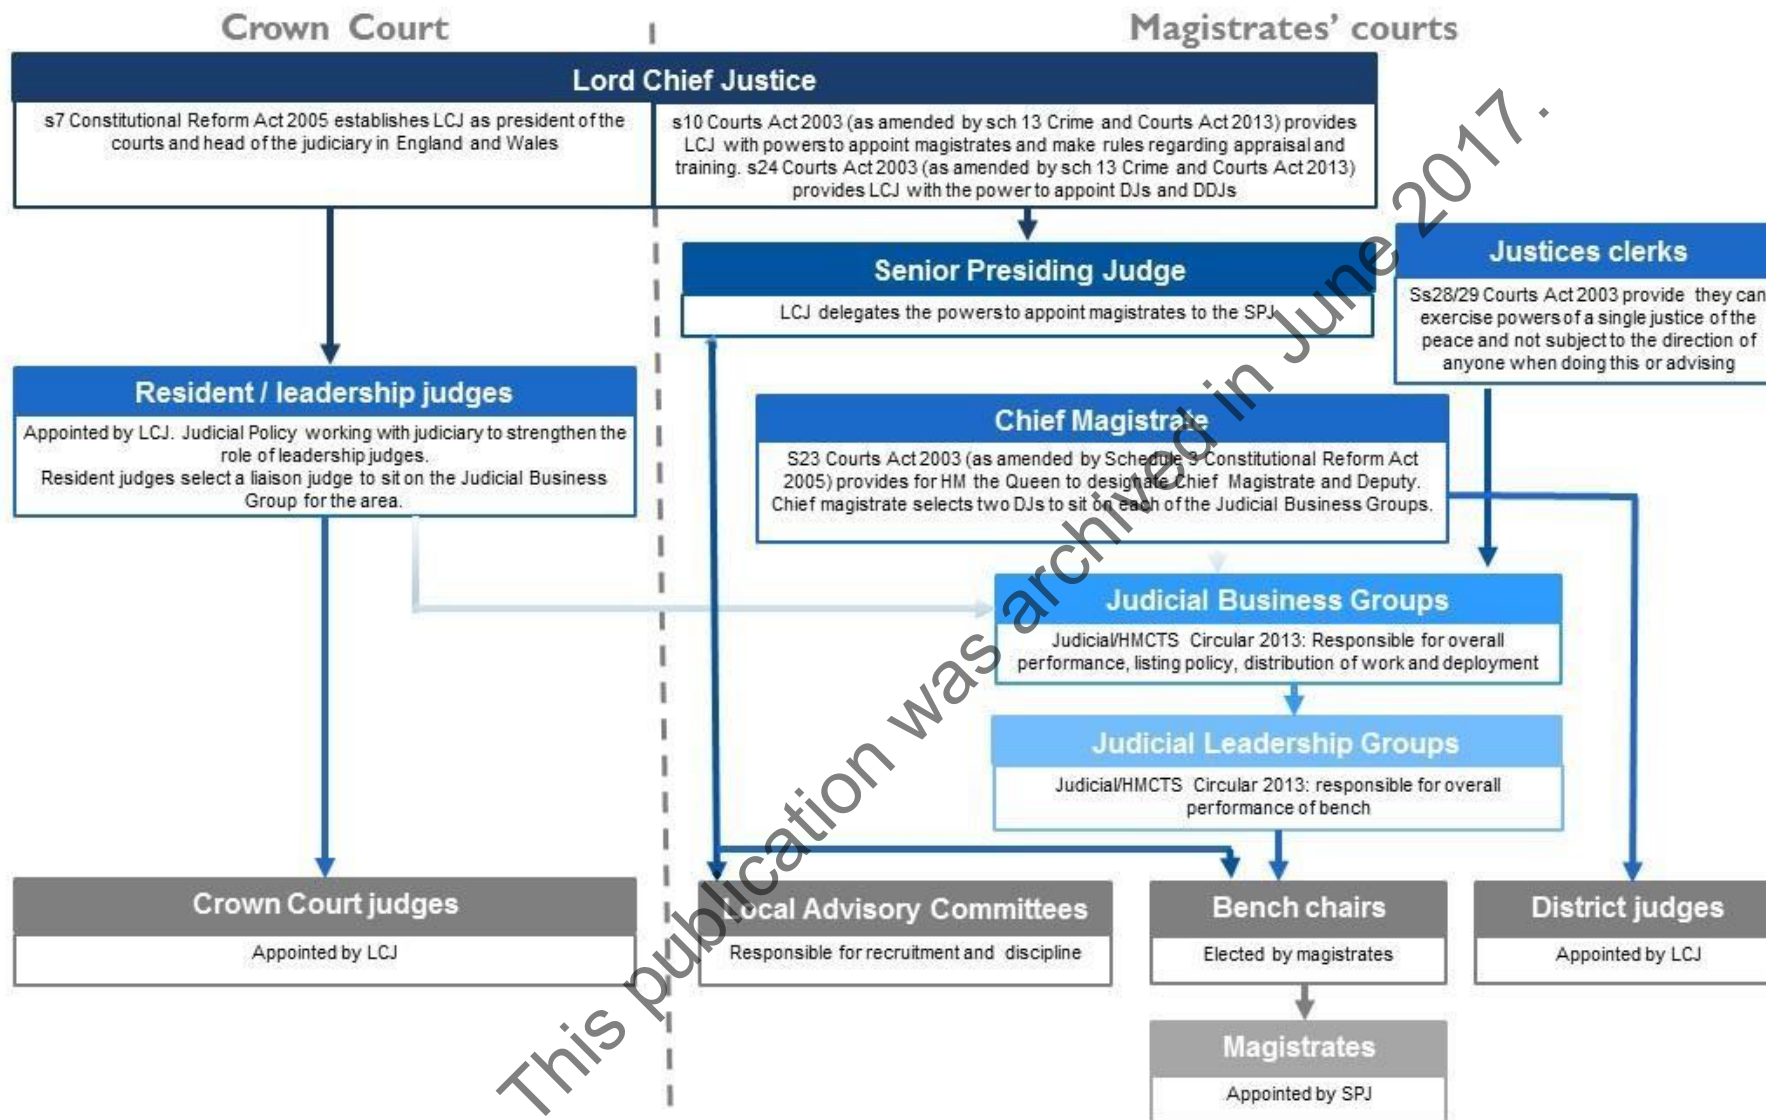 Crown Court
Magistrates' courts
Lord Chief Justice
s7 Constitutional Reform Act 2005 establishes LCJ as president of the
courts and head of the judiciary in England and Wales
s10 Courts Act 2003 (as amended by sch 13 Crime and Courts Act 2013) provides
LCJ with powers to appoint magistrates and make rules regarding appraisal and
training. s24 Courts Act 2003 (as amended by sch 13 Crime and Courts Act 2013)
provides LCJ with the power to appoint DJs and DDJs
Senior Presiding Judge
LCJ delegates the powers to appoint magistrates to the SPJ
Justices clerks
Ss28/29 Courts Act 2003 provide they can
exercise powers of a single justice of the
peace and not subject to the direction of
anyone when doing this or advising
Resident / leadership judges
Appointed by LCJ. Judicial Policy working with judiciary to strengthen the
role of leadership judges.
Resident judges select a liaison judge to sit on the Judicial Business
Group for the area.
Chief Magistrate
S23 Courts Act 2003 (as amended by Schedule 3 Constitutional Reform Act
2005) provides for HM the Queen to designate Chief Magistrate and Deputy.
Chief magistrate selects two DJs to sit on each of the Judicial Business Groups.
Judicial Business Groups
Judicial/HMCTS Circular 2013: Responsible for overall
performance, listing policy, distribution of work and deployment
Judicial Leadership Groups
Judicial/HMCTS Circular 2013: responsible for overall
performance of bench
Crown Court judges
Appointed by LCJ
Local Advisory Committees
Responsible for recruitment and discipline
Bench chairs
Elected by magistrates
District judges
Appointed by LCJ
Magistrates
Appointed by SPJ
This publication was archived in June 2017.